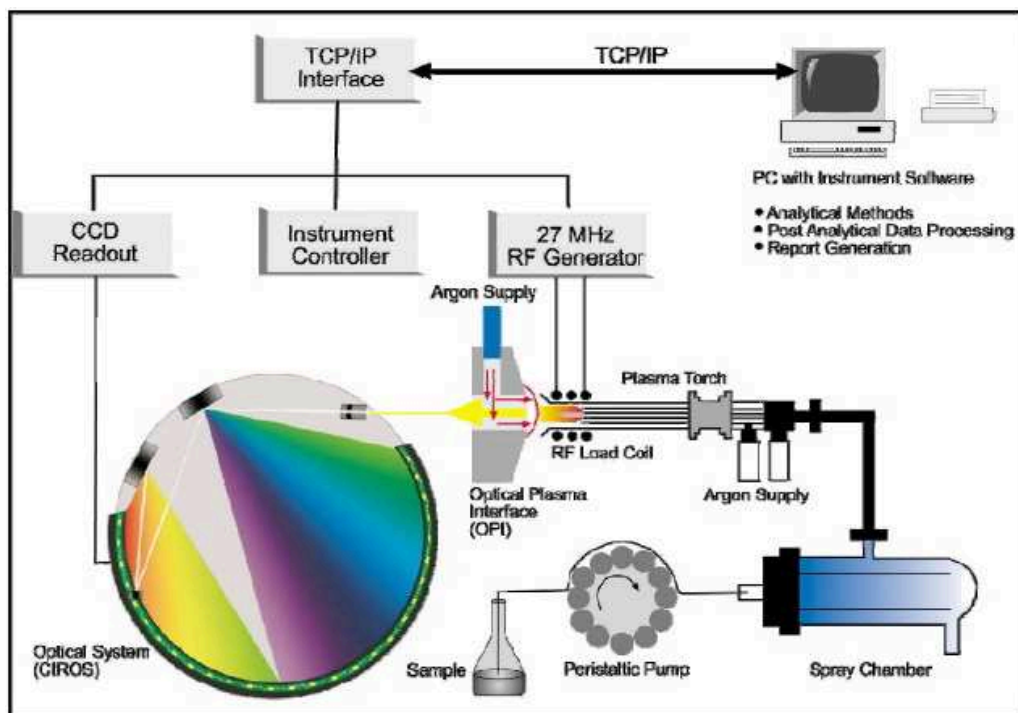 TCP/IP
Interface
TCP/IP
PC with Instrument Software
● Analytical Methods
● Post Analytical Data Processing
● Report Generation
CCD
Readout
Instrument
Controller
27 MHz
RF Generator
Argon Supply
Plasma Torch
RF Load Coil
Argon Supply
Optical Plasma
Interface
(OPI)
Optical System
(CIROS)
Sample
Peristaltic Pump
Spray Chamber